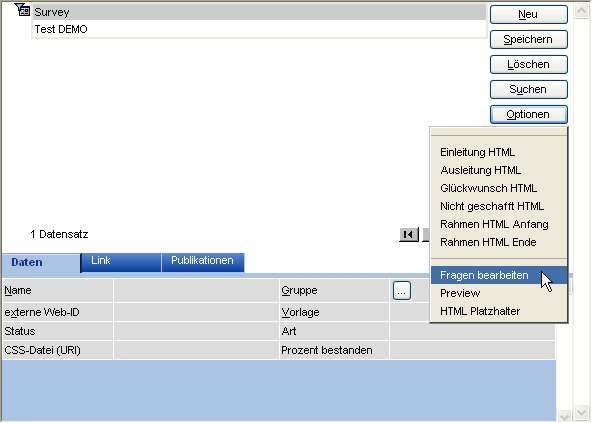 Survey
Neu
Test DEMO
Speichern
Löschen
Suchen
Optionen
Einleitung HTML
Ausleitung HTML
Glückwunsch HTML
Nicht geschafft HTML
Rahmen HTML Anfang
Rahmen HTML Ende
Fragen bearbeiten
Preview
HTML Platzhalter
1 Datensatz
Daten
Link
Publikationen
Name
Gruppe
...
externe Web-ID
Vorlage
Status
Art
CSS-Datei (URI)
Prozent bestanden